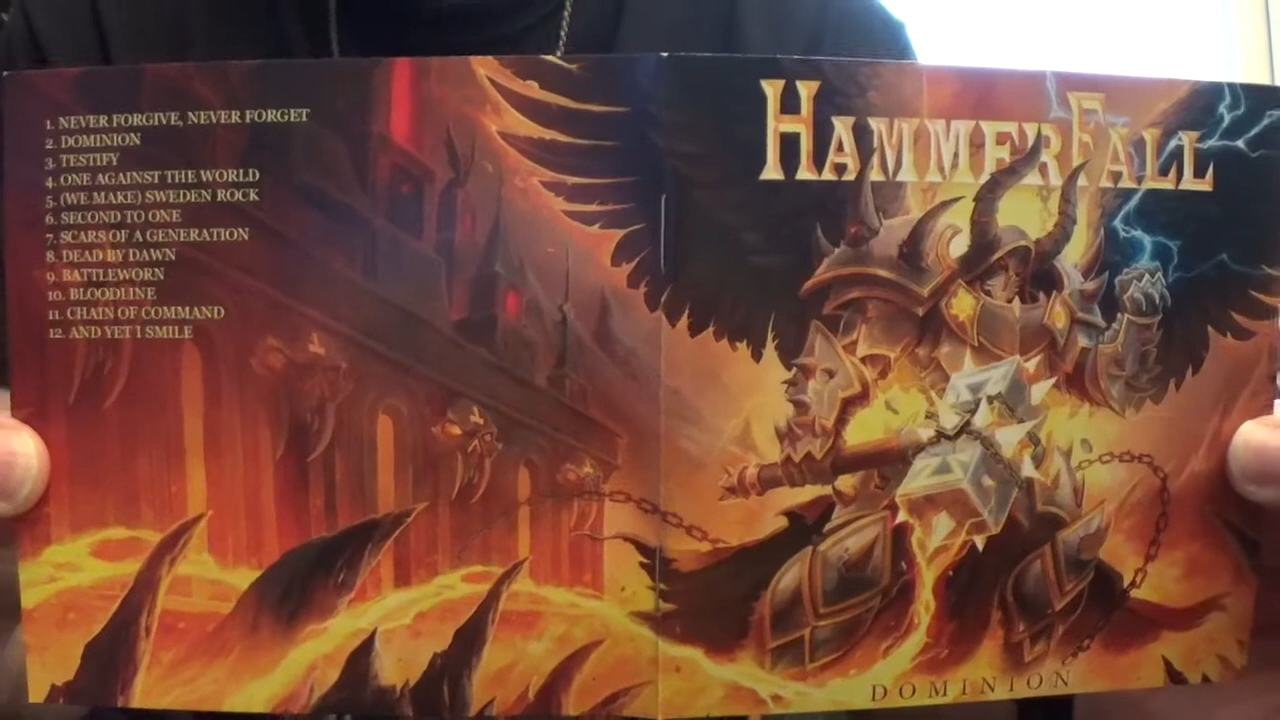 1. NEVER FORGIVE, NEVER FORGET
2. DOMINION
3. TESTIFY
4. ONE AGAINST THE WORLD
5. (WE MAKE) SWEDEN ROCK
6. SECOND TO ONE
7. SCARS OF A GENERATION
8. DEAD BY DAWN
9. BATTLEWORN
10. BLOODLINE
11. CHAIN OF COMMAND
12. AND YET I SMILE
HAMMERFALL
DOMINION